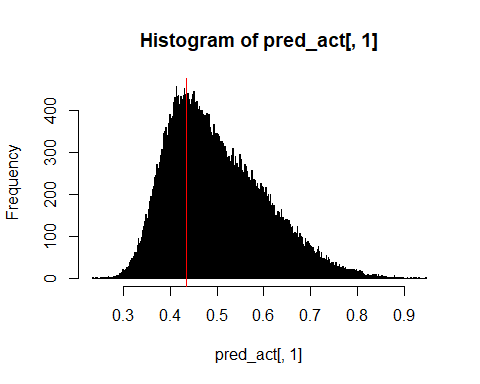 Histogram of pred_act[, 1]
Frequency
400
300
200
100
0
0.3 0.4 0.5 0.6 0.7 0.8 0.9
pred_act[, 1]